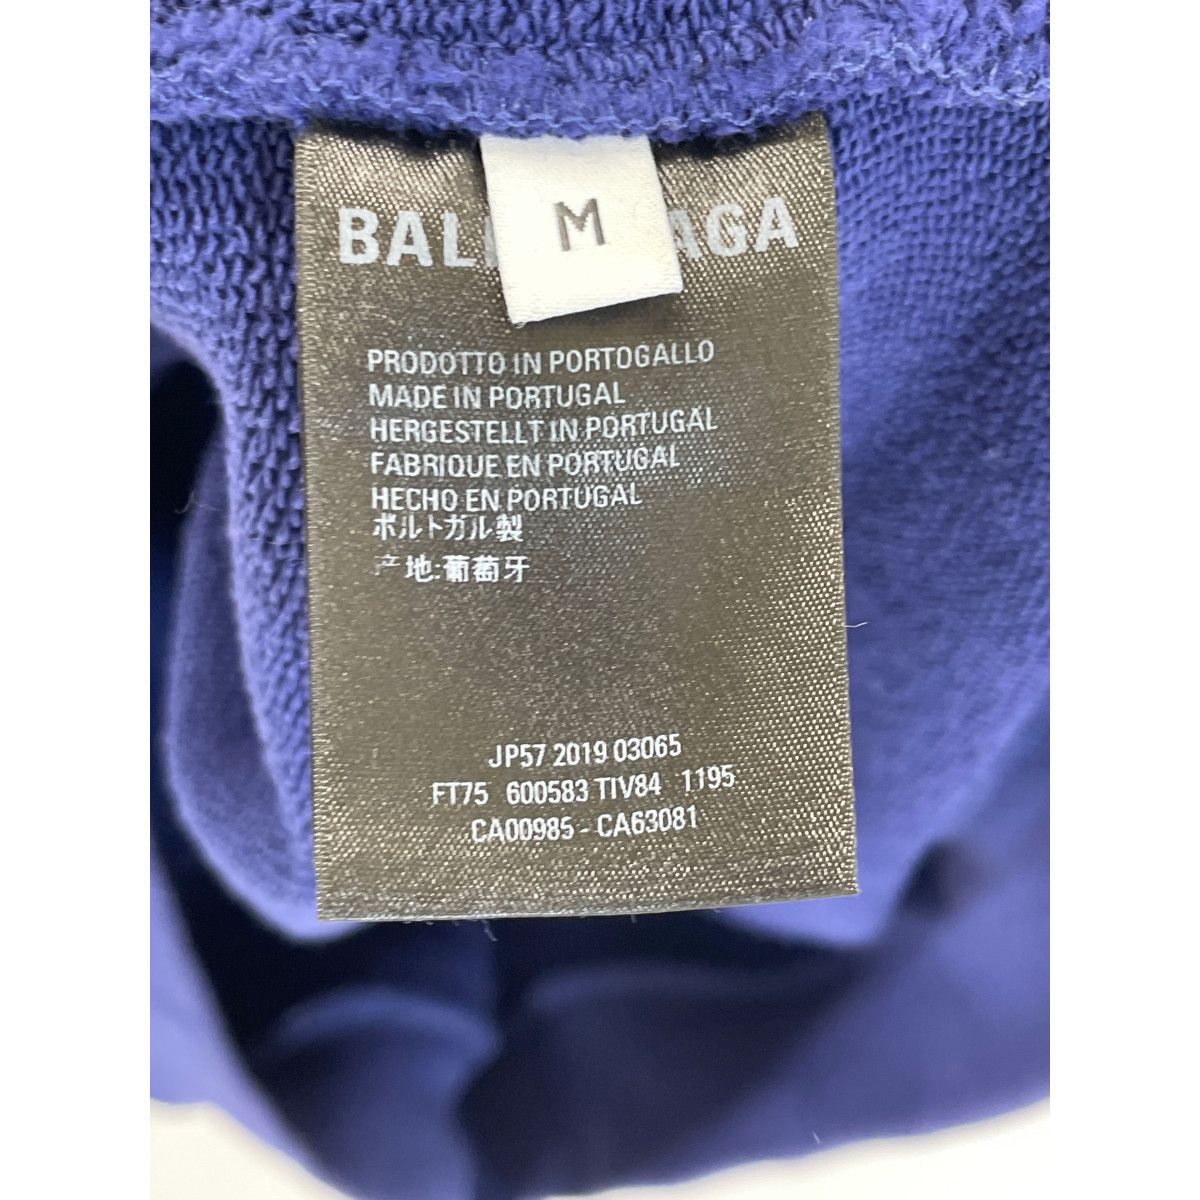 BAL AGA
M
PRODOTTO IN PORTOGALLO
MADE IN PORTUGAL
HERGESTELLT IN PORTUGAL
FABRIQUE EN PORTUGAL
HECHO EN PORTUGAL
ポルトガル製
产地:葡萄牙
JP57 2019 03065
FT75 600583 TIV84 1195
CA00985 - CA63081